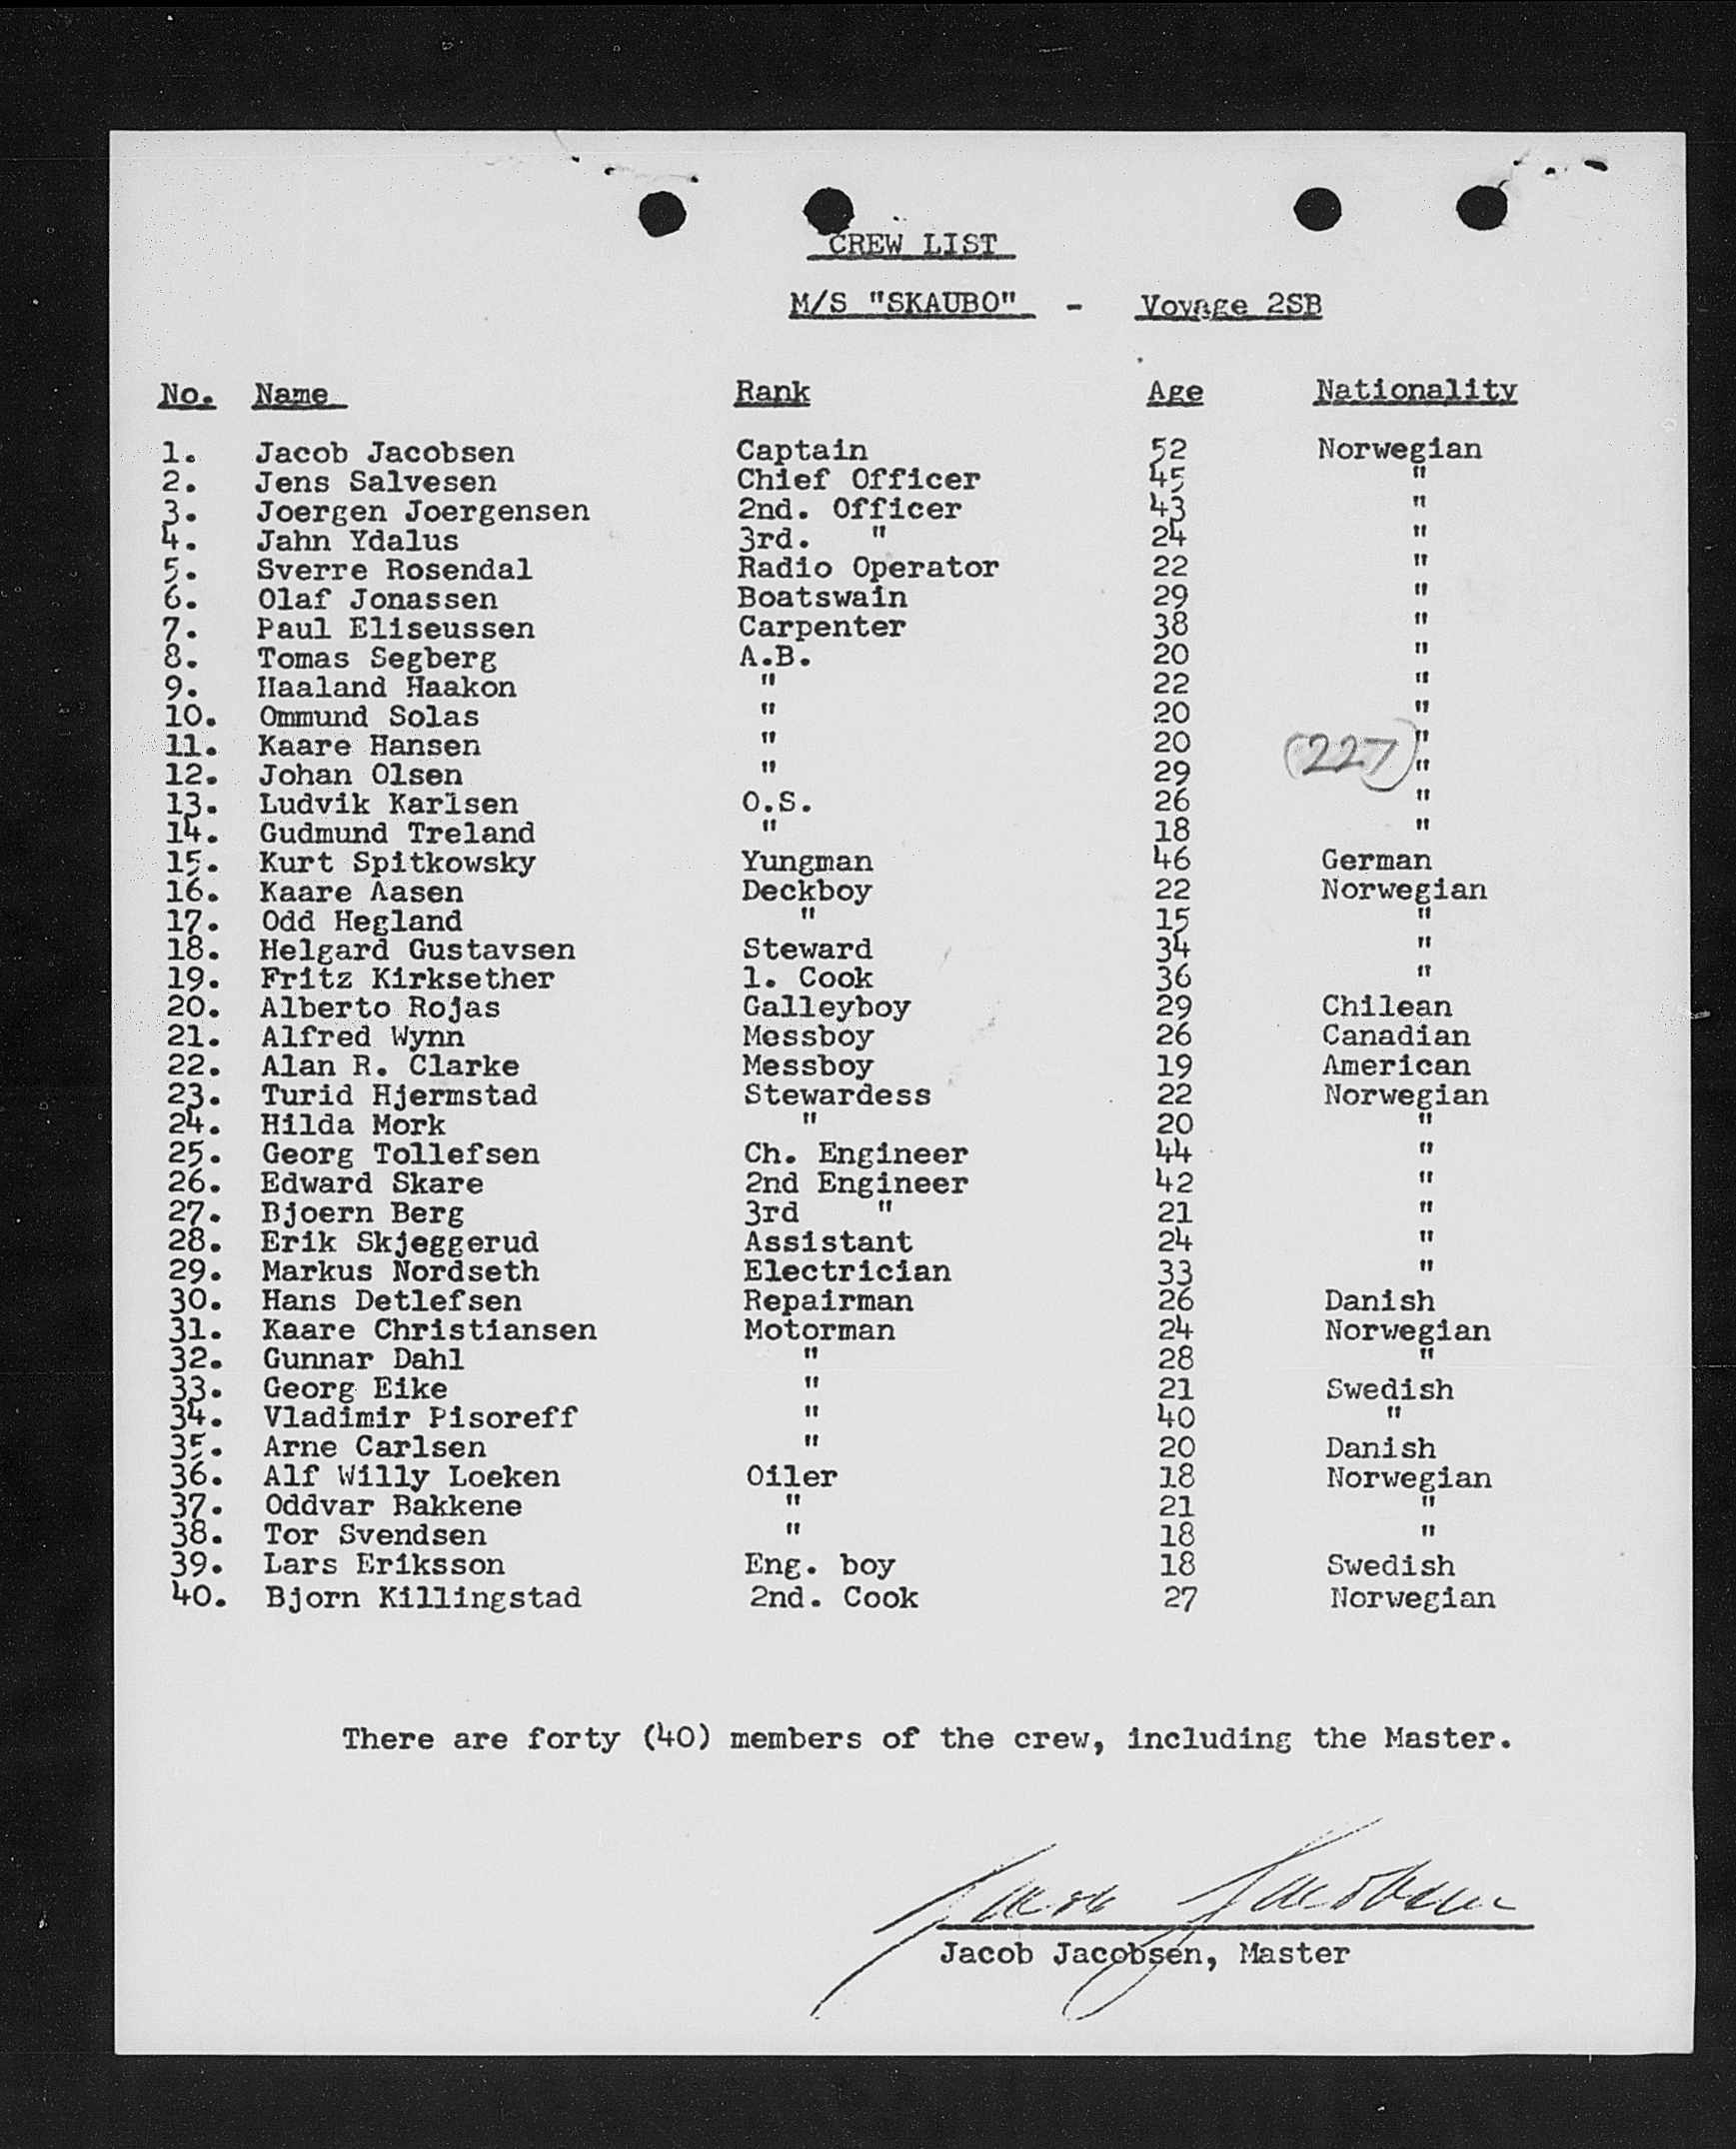 CREW LIST
M/S "SKAUBO" - Voyage 2SB
No. Name Rank Age Nationality
1. Jacob Jacobsen Captain 52 Norwegian
2. Jens Salvesen Chief Officer 45 "
3. Joergen Joergensen 2nd. Officer 43 "
4. Jahn Ydalus 3rd. " 24 "
5. Sverre Rosendal Radio Operator 22 "
6. Olaf Jonassen Boatswain 29 "
7. Paul Eliseussen Carpenter 38 "
8. Tomas Segberg A.B. 20 "
9. Haaland Haakon " 22 "
10. Ommund Solas " 20 "
11. Kaare Hansen " 20 (227) "
12. Johan Olsen " 29 "
13. Ludvik Karlsen O.S. 26 "
14. Gudmund Treland " 18 "
15. Kurt Spitkowsky Yungman 46 German
16. Kaare Aasen Deckboy 22 Norwegian
17. Odd Hegland " 15 "
18. Helgard Gustavsen Steward 34 "
19. Fritz Kirksether 1. Cook 36 "
20. Alberto Rojas Galleyboy 29 Chilean
21. Alfred Wynn Messboy 26 Canadian
22. Alan R. Clarke Messboy 19 American
23. Turid Hjermstad Stewardess 22 Norwegian
24. Hilda Mork " 20 "
25. Georg Tollefsen Ch. Engineer 44 "
26. Edward Skare 2nd Engineer 42 "
27. Bjoern Berg 3rd " 21 "
28. Erik Skjeggerud Assistant 24 "
29. Markus Nordseth Electrician 33 "
30. Hans Detlefsen Repairman 26 Danish
31. Kaare Christiansen Motorman 24 Norwegian
32. Gunnar Dahl " 28 "
33. Georg Eike " 21 Swedish
34. Vladimir Pisoreff " 40 "
35. Arne Carlsen " 20 Danish
36. Alf Willy Loeken Oiler 18 Norwegian
37. Oddvar Bakkene " 21 "
38. Tor Svendsen " 18 "
39. Lars Eriksson Eng. boy 18 Swedish
40. Bjorn Killingstad 2nd. Cook 27 Norwegian
There are forty (40) members of the crew, including the Master.
Jacob Jacobsen
Jacob Jacobsen, Master